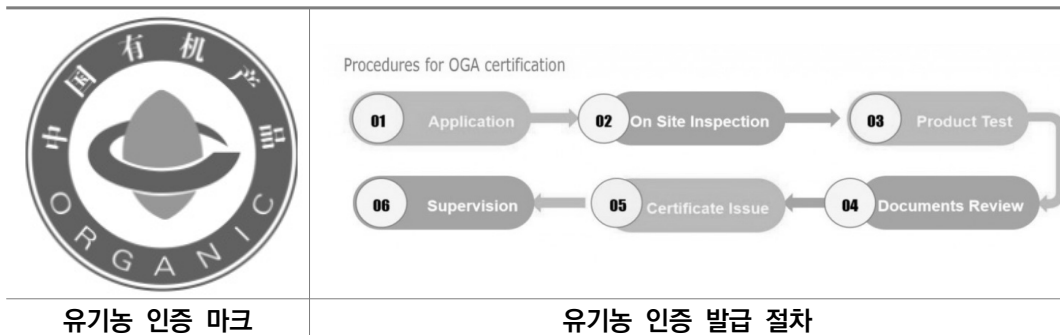 中国有机产品
ORGANIC
Procedures for OGA certification
01 Application
02 On Site Inspection
03 Product Test
04 Documents Review
05 Certificate Issue
06 Supervision
유기농 인증 마크
유기농 인증 발급 절차